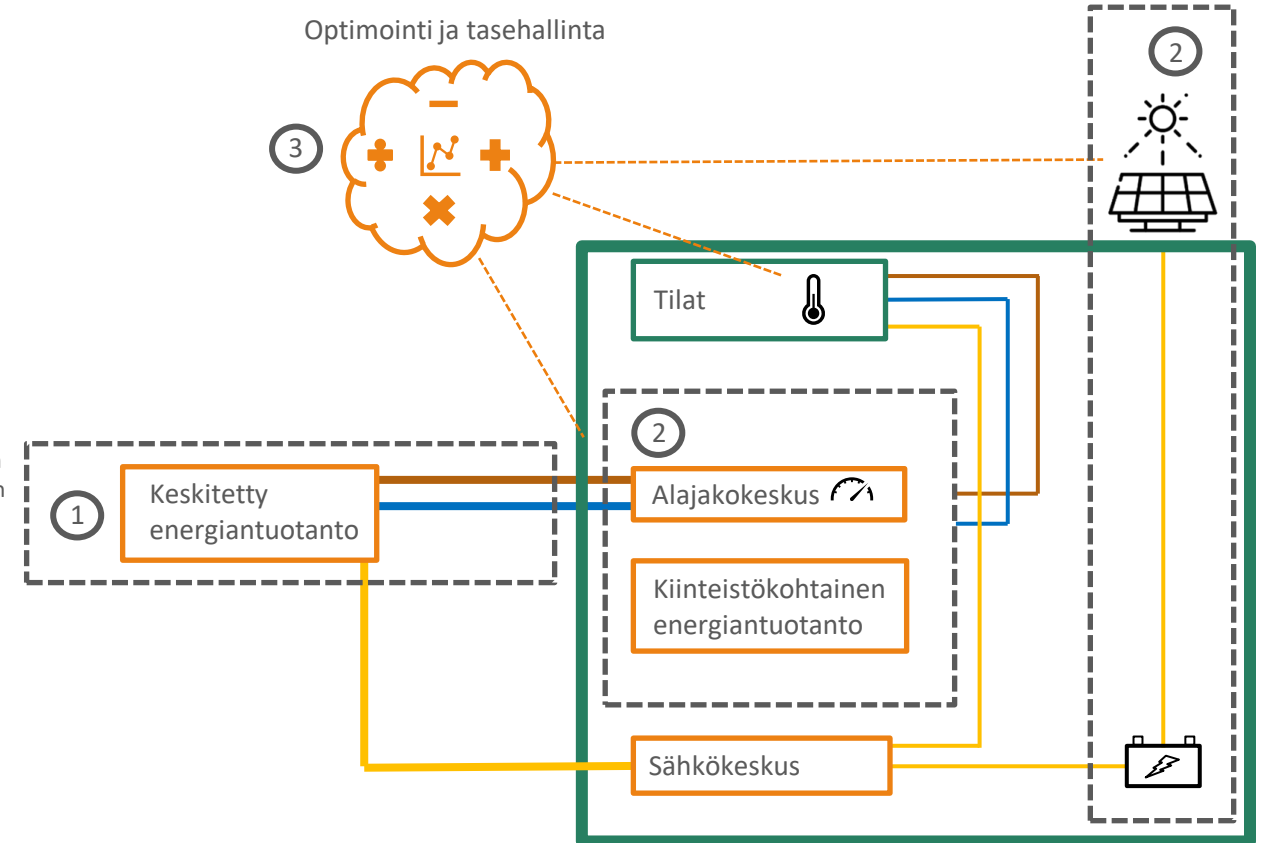 Optimointi ja tasehallinta
2
3
Tilat
2
1
Keskitetty
energiantuotanto
Alajakokeskus
Kiinteistökohtainen
energiantuotanto
Sähkökeskus